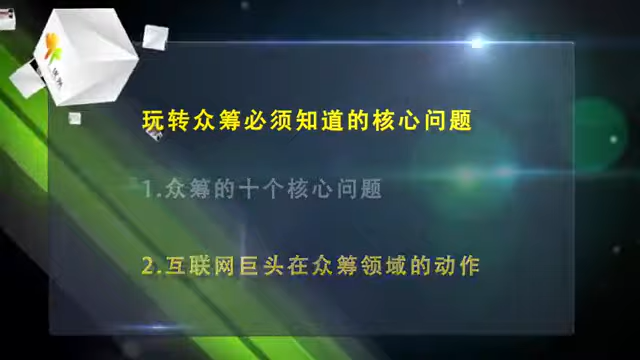 玩转众筹必须知道的核心问题
1.众筹的十个核心问题
2.互联网巨头在众筹领域的动作